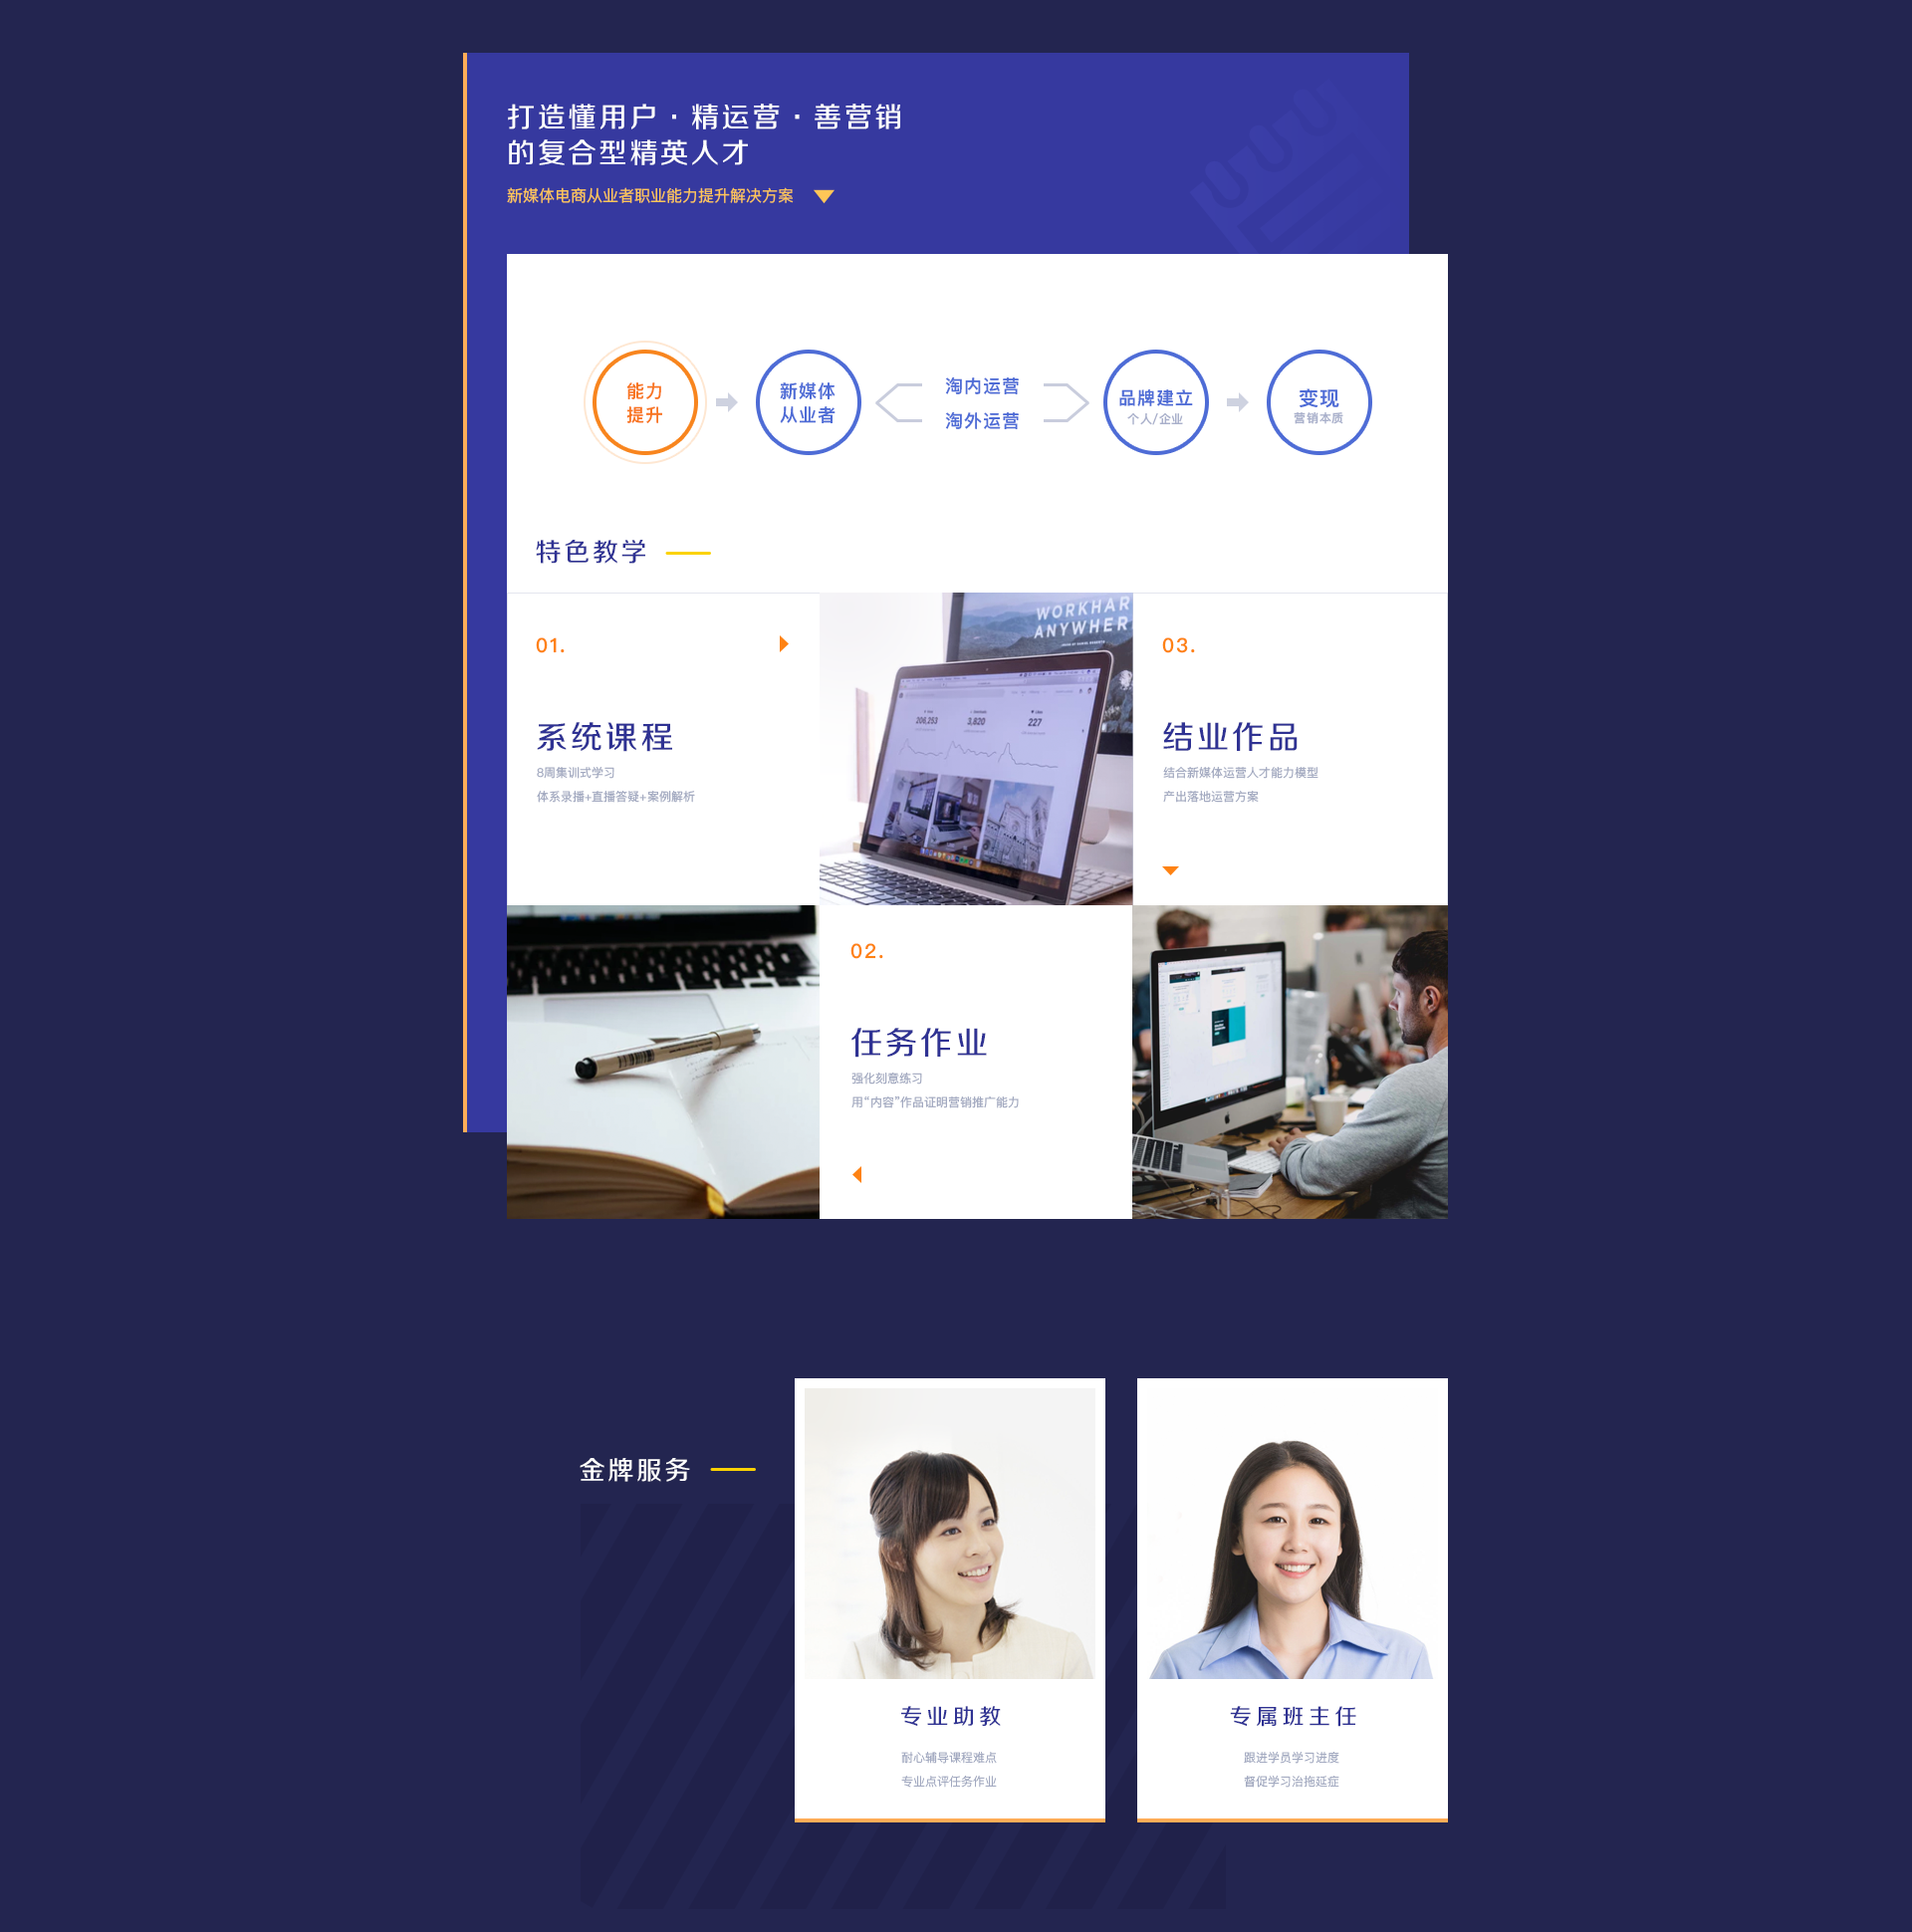 打造懂用户·精运营·善营销
的复合型精英人才
新媒体电商从业者职业能力提升解决方案
能力
提升
新媒体
从业者
淘内运营
淘外运营
品牌建立
个人/企业
变现
营销本质
特色教学
01.
系统课程
8周集训式学习
体系录播+直播答疑+案例解析
WORKHAR
ANYWHER
206,253
3,820
227
03.
结业作品
结合新媒体运营人才能力模型
产出落地运营方案
02.
任务作业
强化刻意练习
用“内容”作品证明营销推广能力
金牌服务
专业助教
耐心辅导课程难点
专业点评任务作业
专属班主任
跟进学员学习进度
督促学习治拖延症